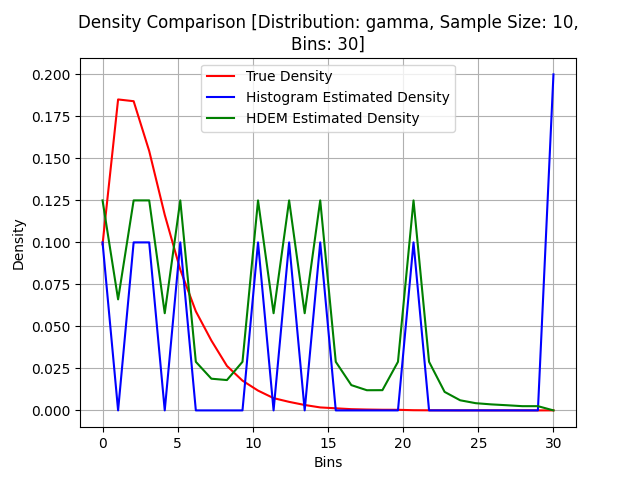 Density Comparison [Distribution: gamma, Sample Size: 10,
Bins: 30]
True Density
Histogram Estimated Density
HDEM Estimated Density
Density
0.200
0.175
0.150
0.125
0.100
0.075
0.050
0.025
0.000
0 5 10 15 20 25 30
Bins